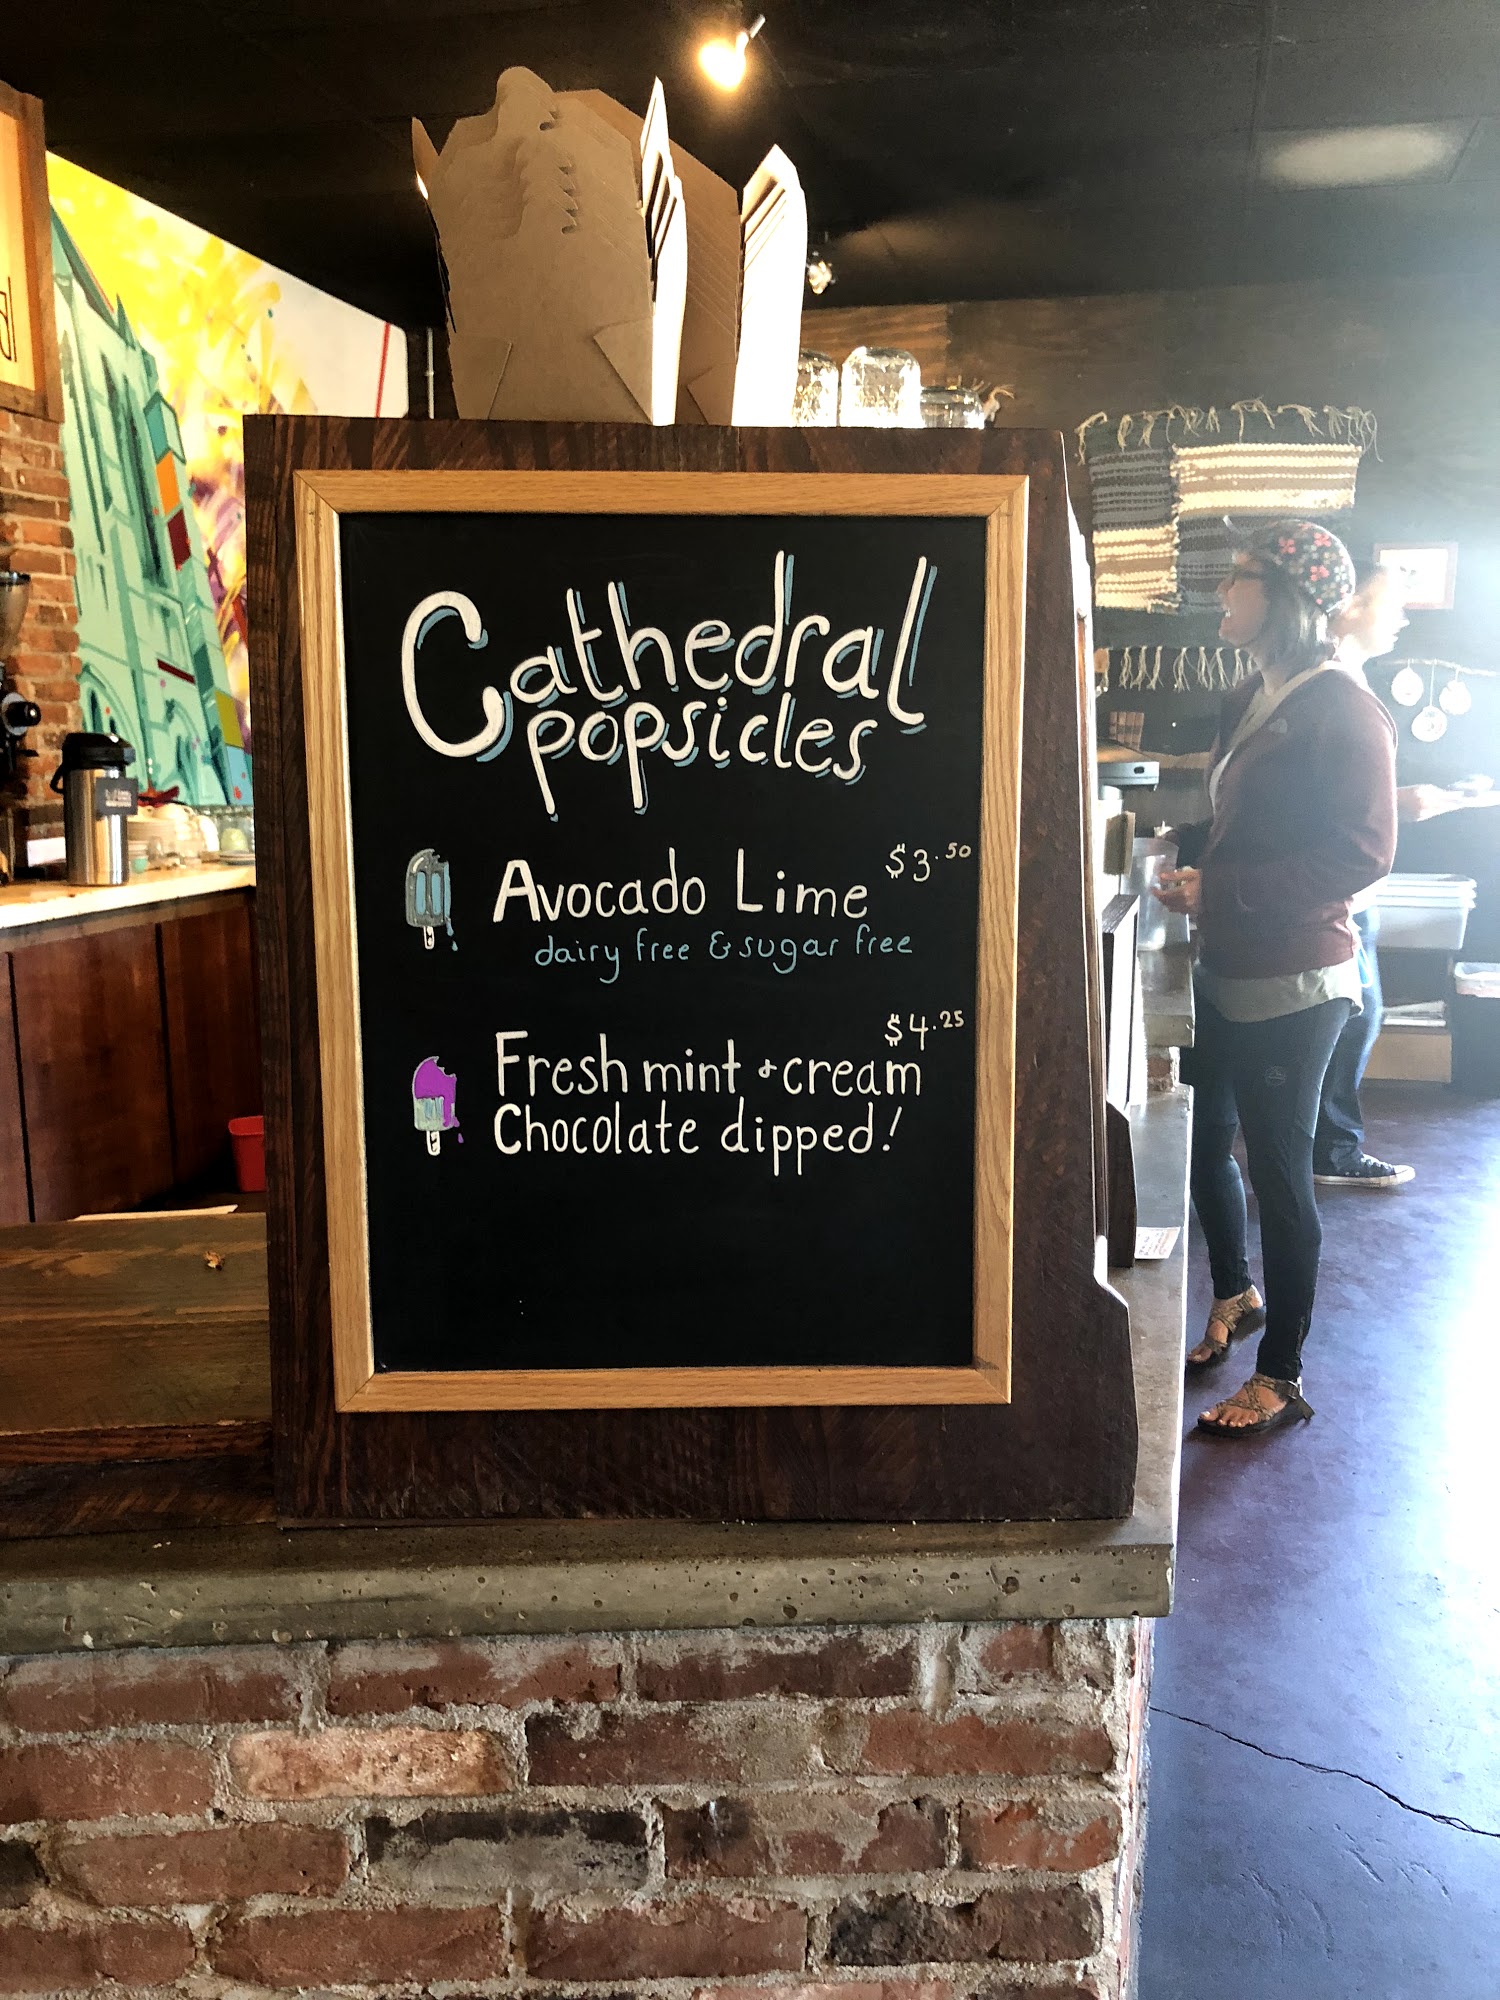 Cathedral
popsicles
Avocado Lime $3.50
dairy free & sugar free
$4.25
Fresh mint & cream
Chocolate dipped!